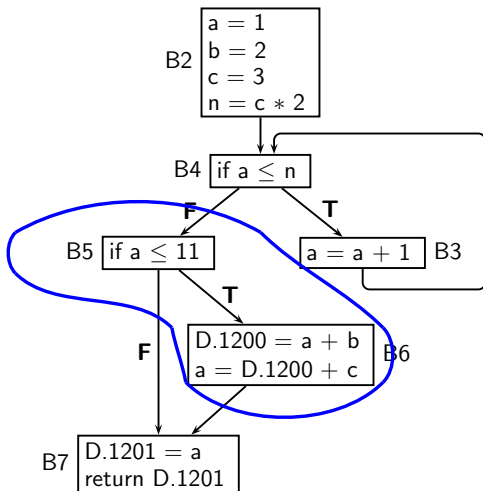 a = 1
b = 2
B2
c = 3
n = c ∗ 2
B4 if a ≤ n
F
T
B5 if a ≤ 11
a = a + 1 B3
T
D.1200 = a + b
F
B6
a = D.1200 + c
D.1201 = a
B7
return D.1201